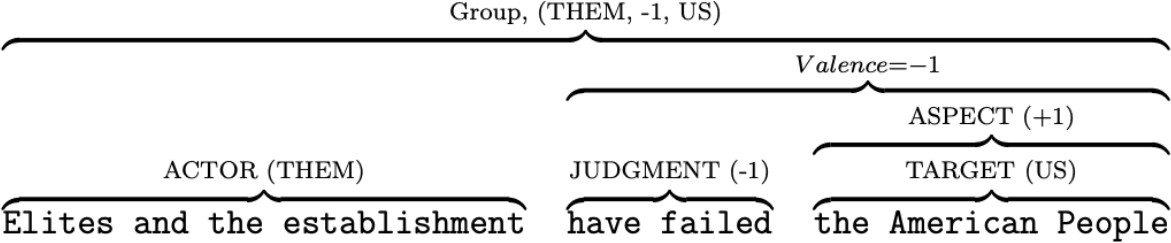 Group, (THEM, -1, US)
Valence=−1
ASPECT (+1)
ACTOR (THEM) JUDGMENT (-1) TARGET (US)
Elites and the establishment have failed the American People